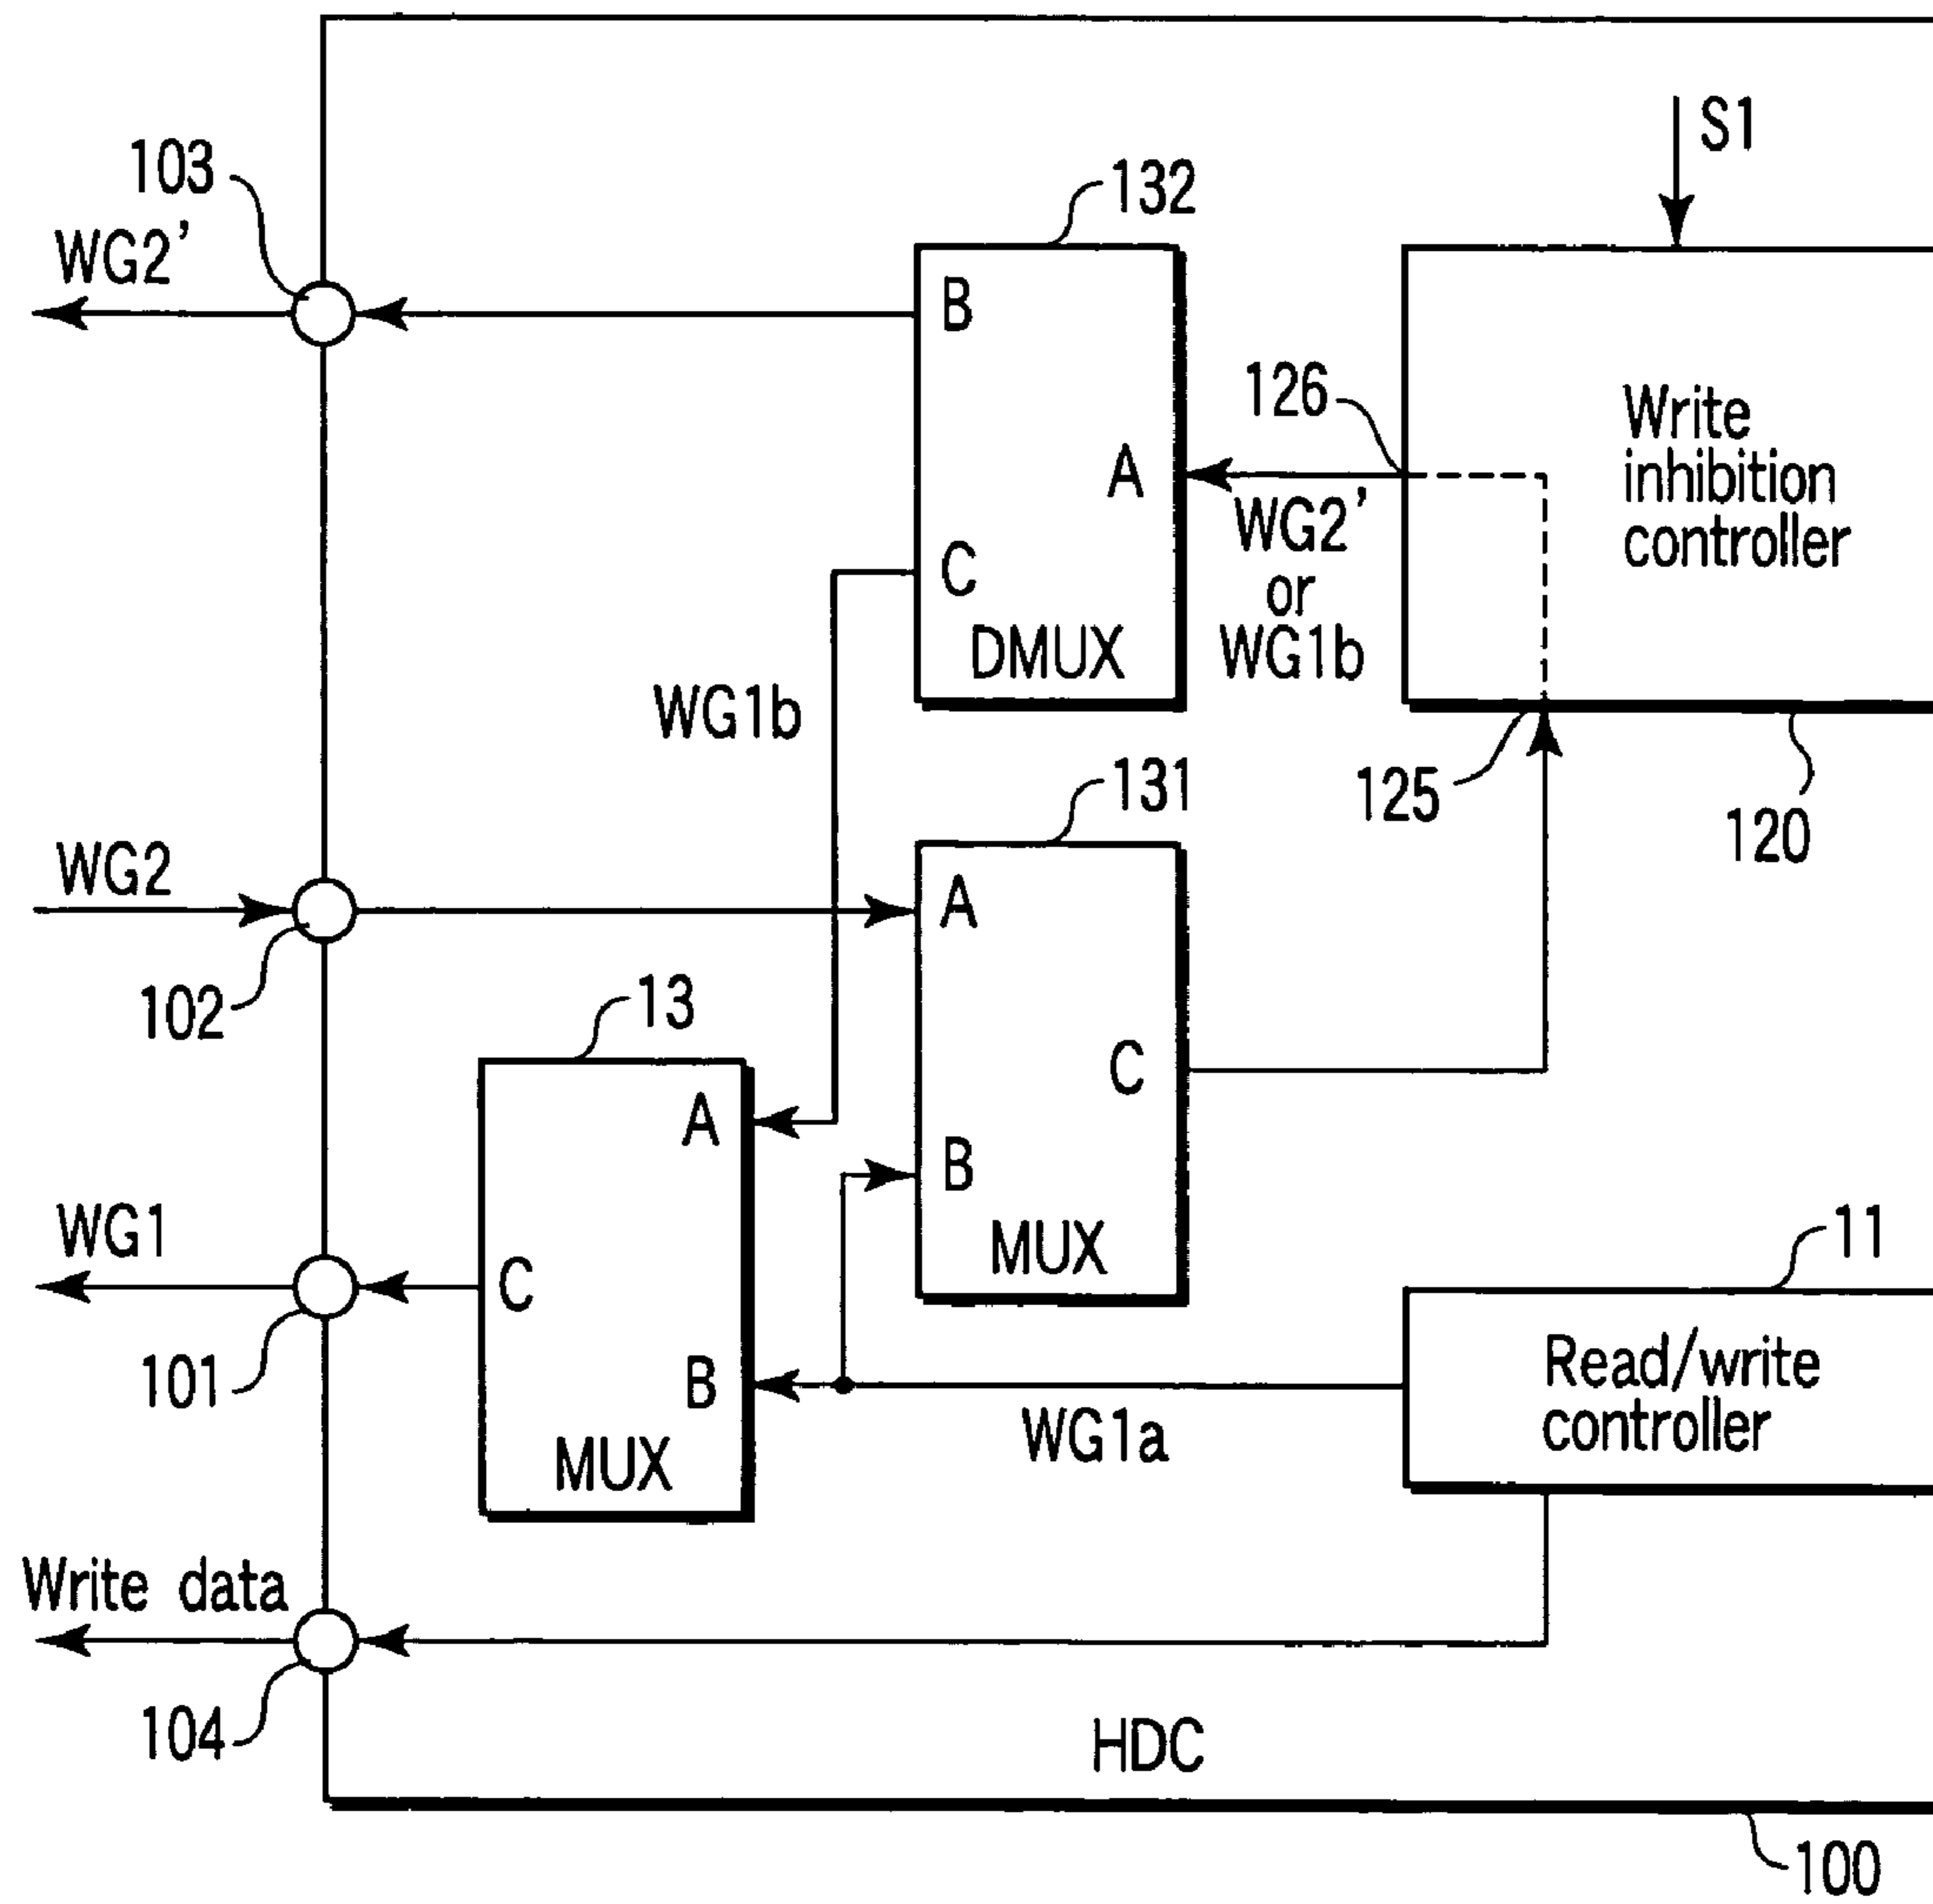 S1
103
132
WG2’
B
126
Write
inhibition
controller
A
WG2’
or
WG1b
C
DMUX
WG1b
131
125
120
WG2
A
102
13
C
A
B
WG1
MUX
11
C
101
B
Read/write
controller
WG1a
MUX
Write data
104
HDC
100